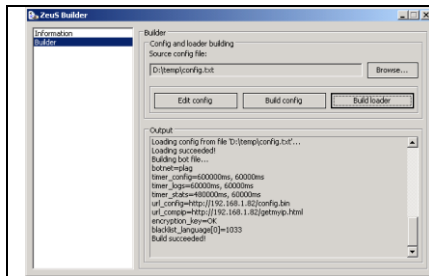 ZeuS Builder
Information
Builder
Builder
Config and loader building
Source config file:
D:\temp\config.txt
Browse...
Edit config
Build config
Build loader
Output
Loading config from file 'D:\temp\config.txt'...
Loading succeeded!
Building bot file...
botnet=plag
timer_config=600000ms, 60000ms
timer_logs=60000ms, 60000ms
timer_stats=480000ms, 60000ms
url_config=http://192.168.1.82/config.bin
url_compip=http://192.168.1.82/getmyip.html
encryption_key=OK
blacklist_language[0]=1033
Build succeeded!